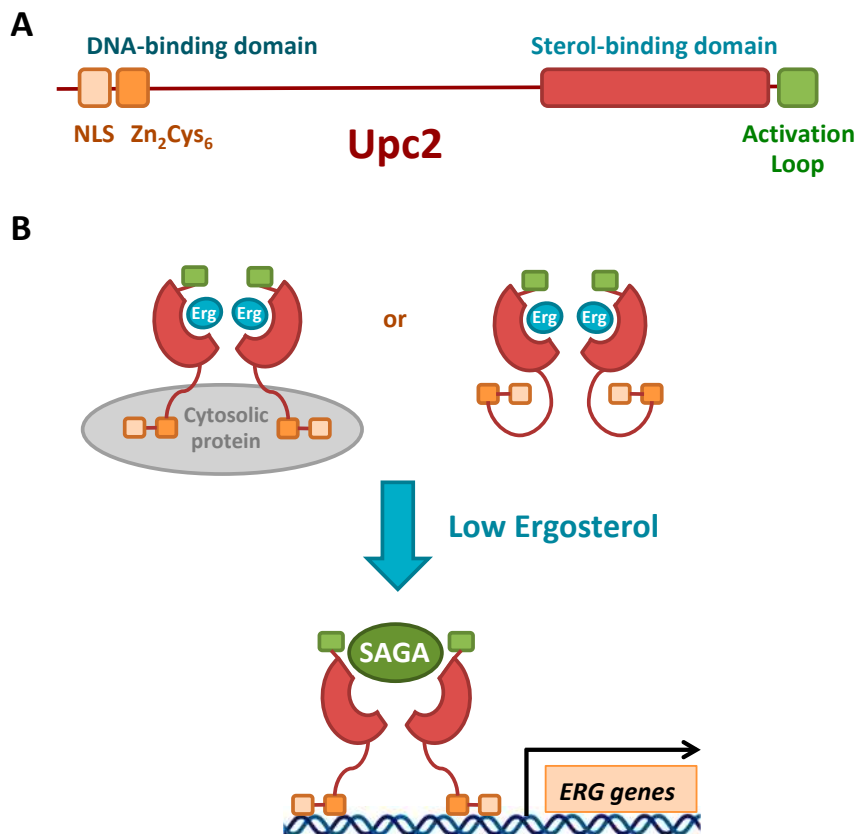 A
DNA-binding domain
Sterol-binding domain
NLS
Zn₂Cys₆
Upc2
Activation
Loop
B
Erg
Erg
or
Erg
Erg
Cytosolic
protein
Low Ergosterol
SAGA
ERG genes